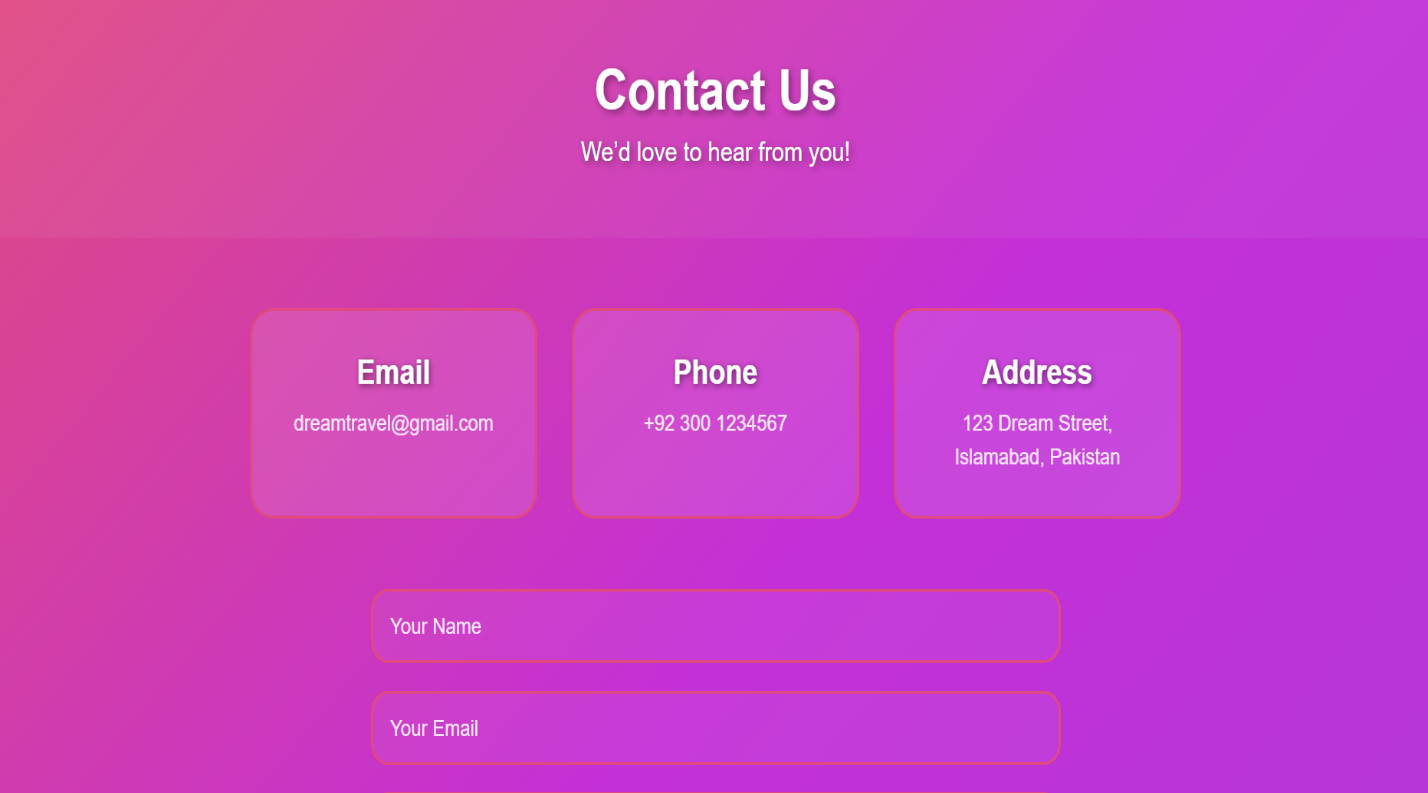 Contact Us
We’d love to hear from you!
Email
dreamtravel@gmail.com
Phone
+92 300 1234567
Address
123 Dream Street,
Islamabad, Pakistan
Your Name
Your Email